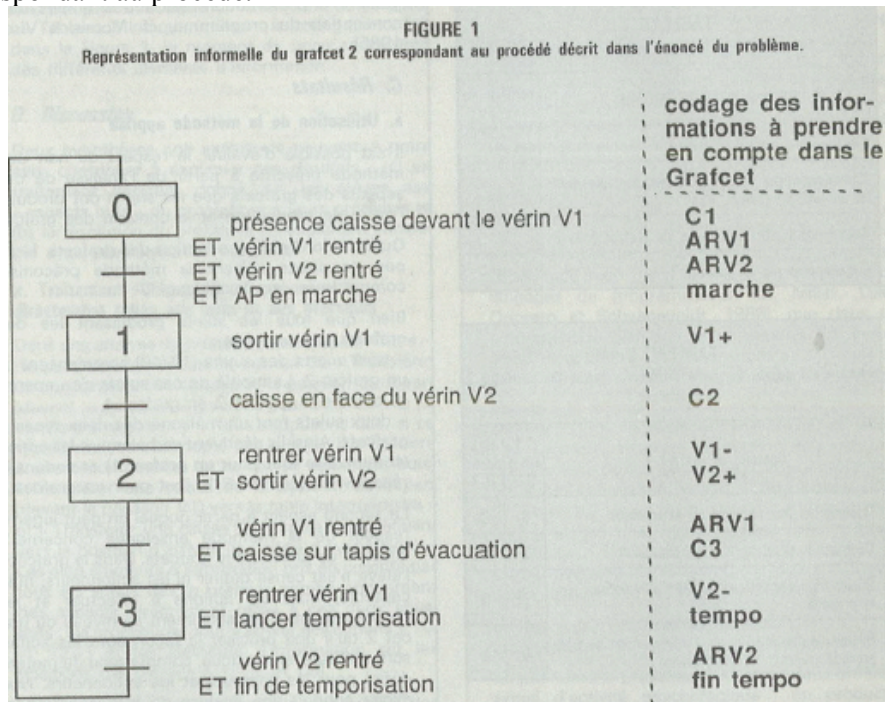 FIGURE 1
Représentation informelle du grafcet 2 correspondant au procédé décrit dans l'énoncé du problème.
codage des infor-
mations à prendre
en compte dans le
Grafcet
0
présence caisse devant le vérin V1 C1
ET vérin V1 rentré ARV1
ET vérin V2 rentré ARV2
ET AP en marche marche
1 sortir vérin V1 V1+
caisse en face du vérin V2 C2
rentrer vérin V1 V1-
2 ET sortir vérin V2 V2+
vérin V1 rentré ARV1
ET caisse sur tapis d'évacuation C3
rentrer vérin V1 V2-
3 ET lancer temporisation tempo
vérin V2 rentré ARV2
ET fin de temporisation fin tempo